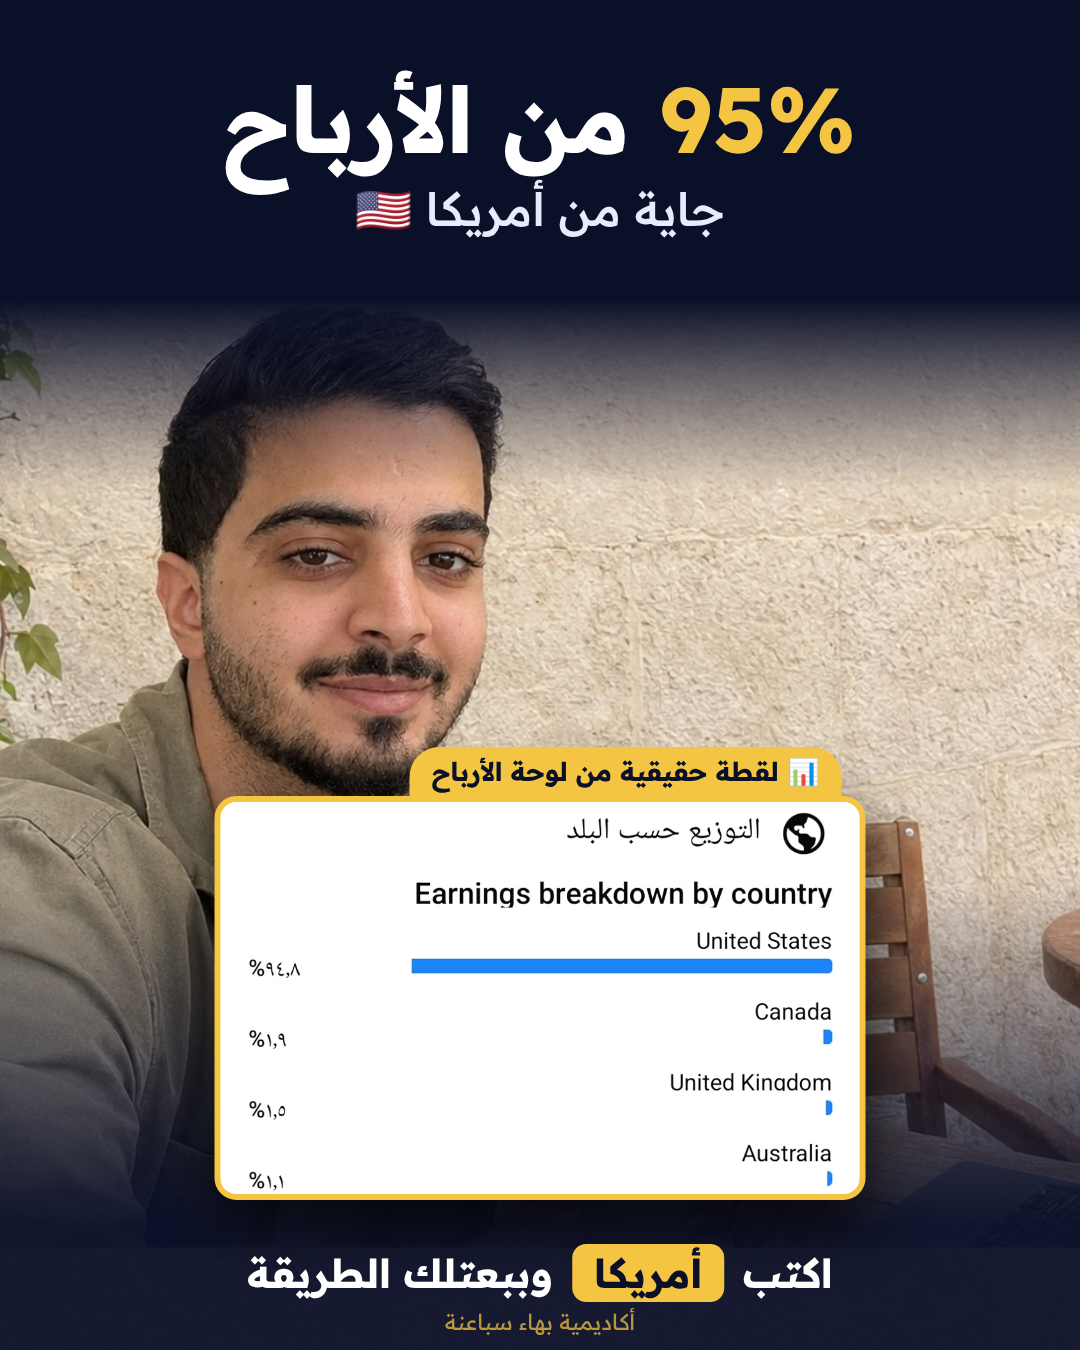 95% من الأرباح
جاية من أمريكا
لقطة حقيقية من لوحة الأرباح
التوزيع حسب البلد
Earnings breakdown by country
United States
%٩٤,٨
Canada
%١,٩
United Kingdom
%١,٥
Australia
%١,١
اكتب أمريكا وببعتلك الطريقة
أكاديمية بهاء سباعنة